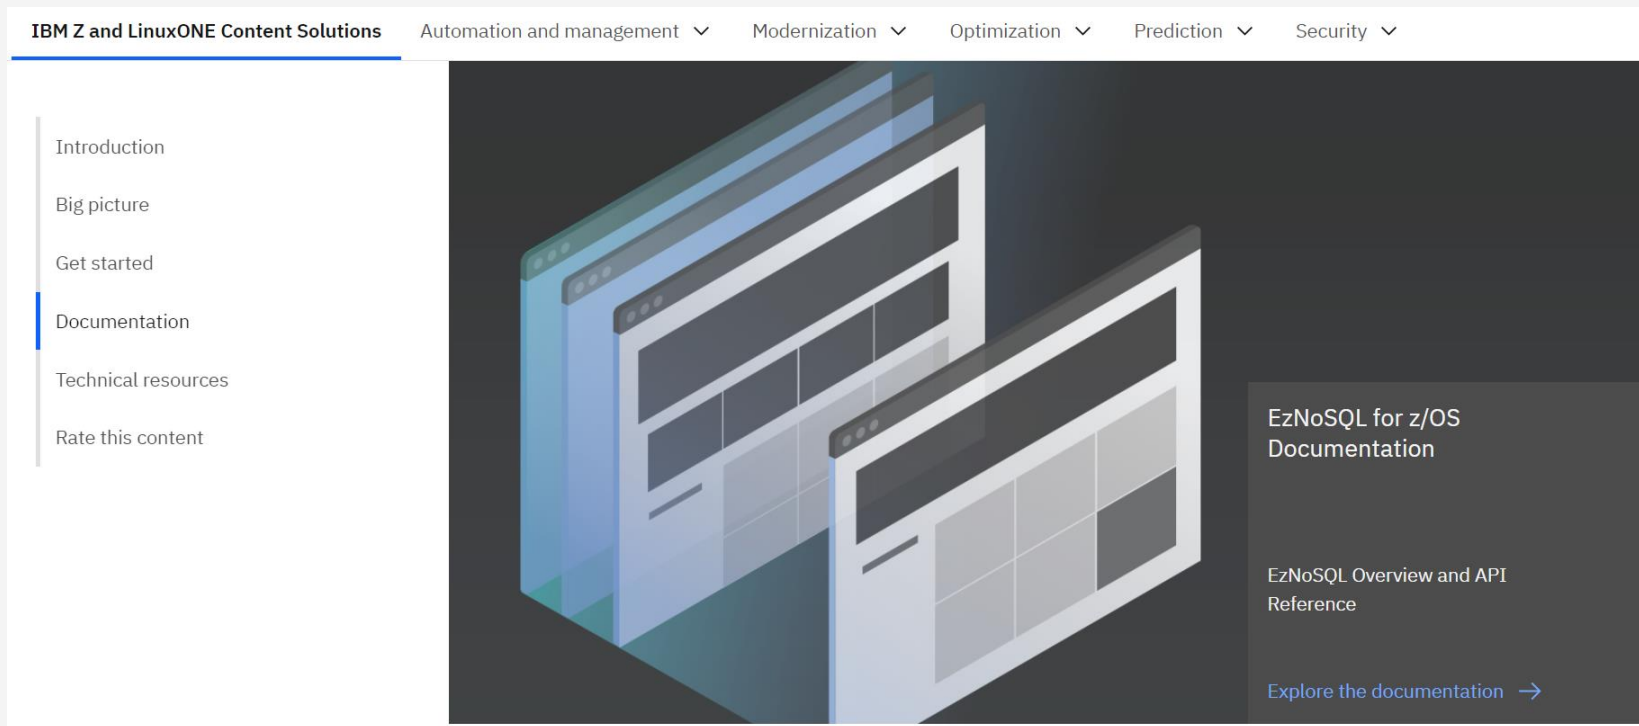 IBM Z and LinuxONE Content Solutions Automation and management Modernization Optimization Prediction Security
Introduction
Big picture
Get started
Documentation
Technical resources
Rate this content
EzNoSQL for z/OS
Documentation
EzNoSQL Overview and API
Reference
Explore the documentation →